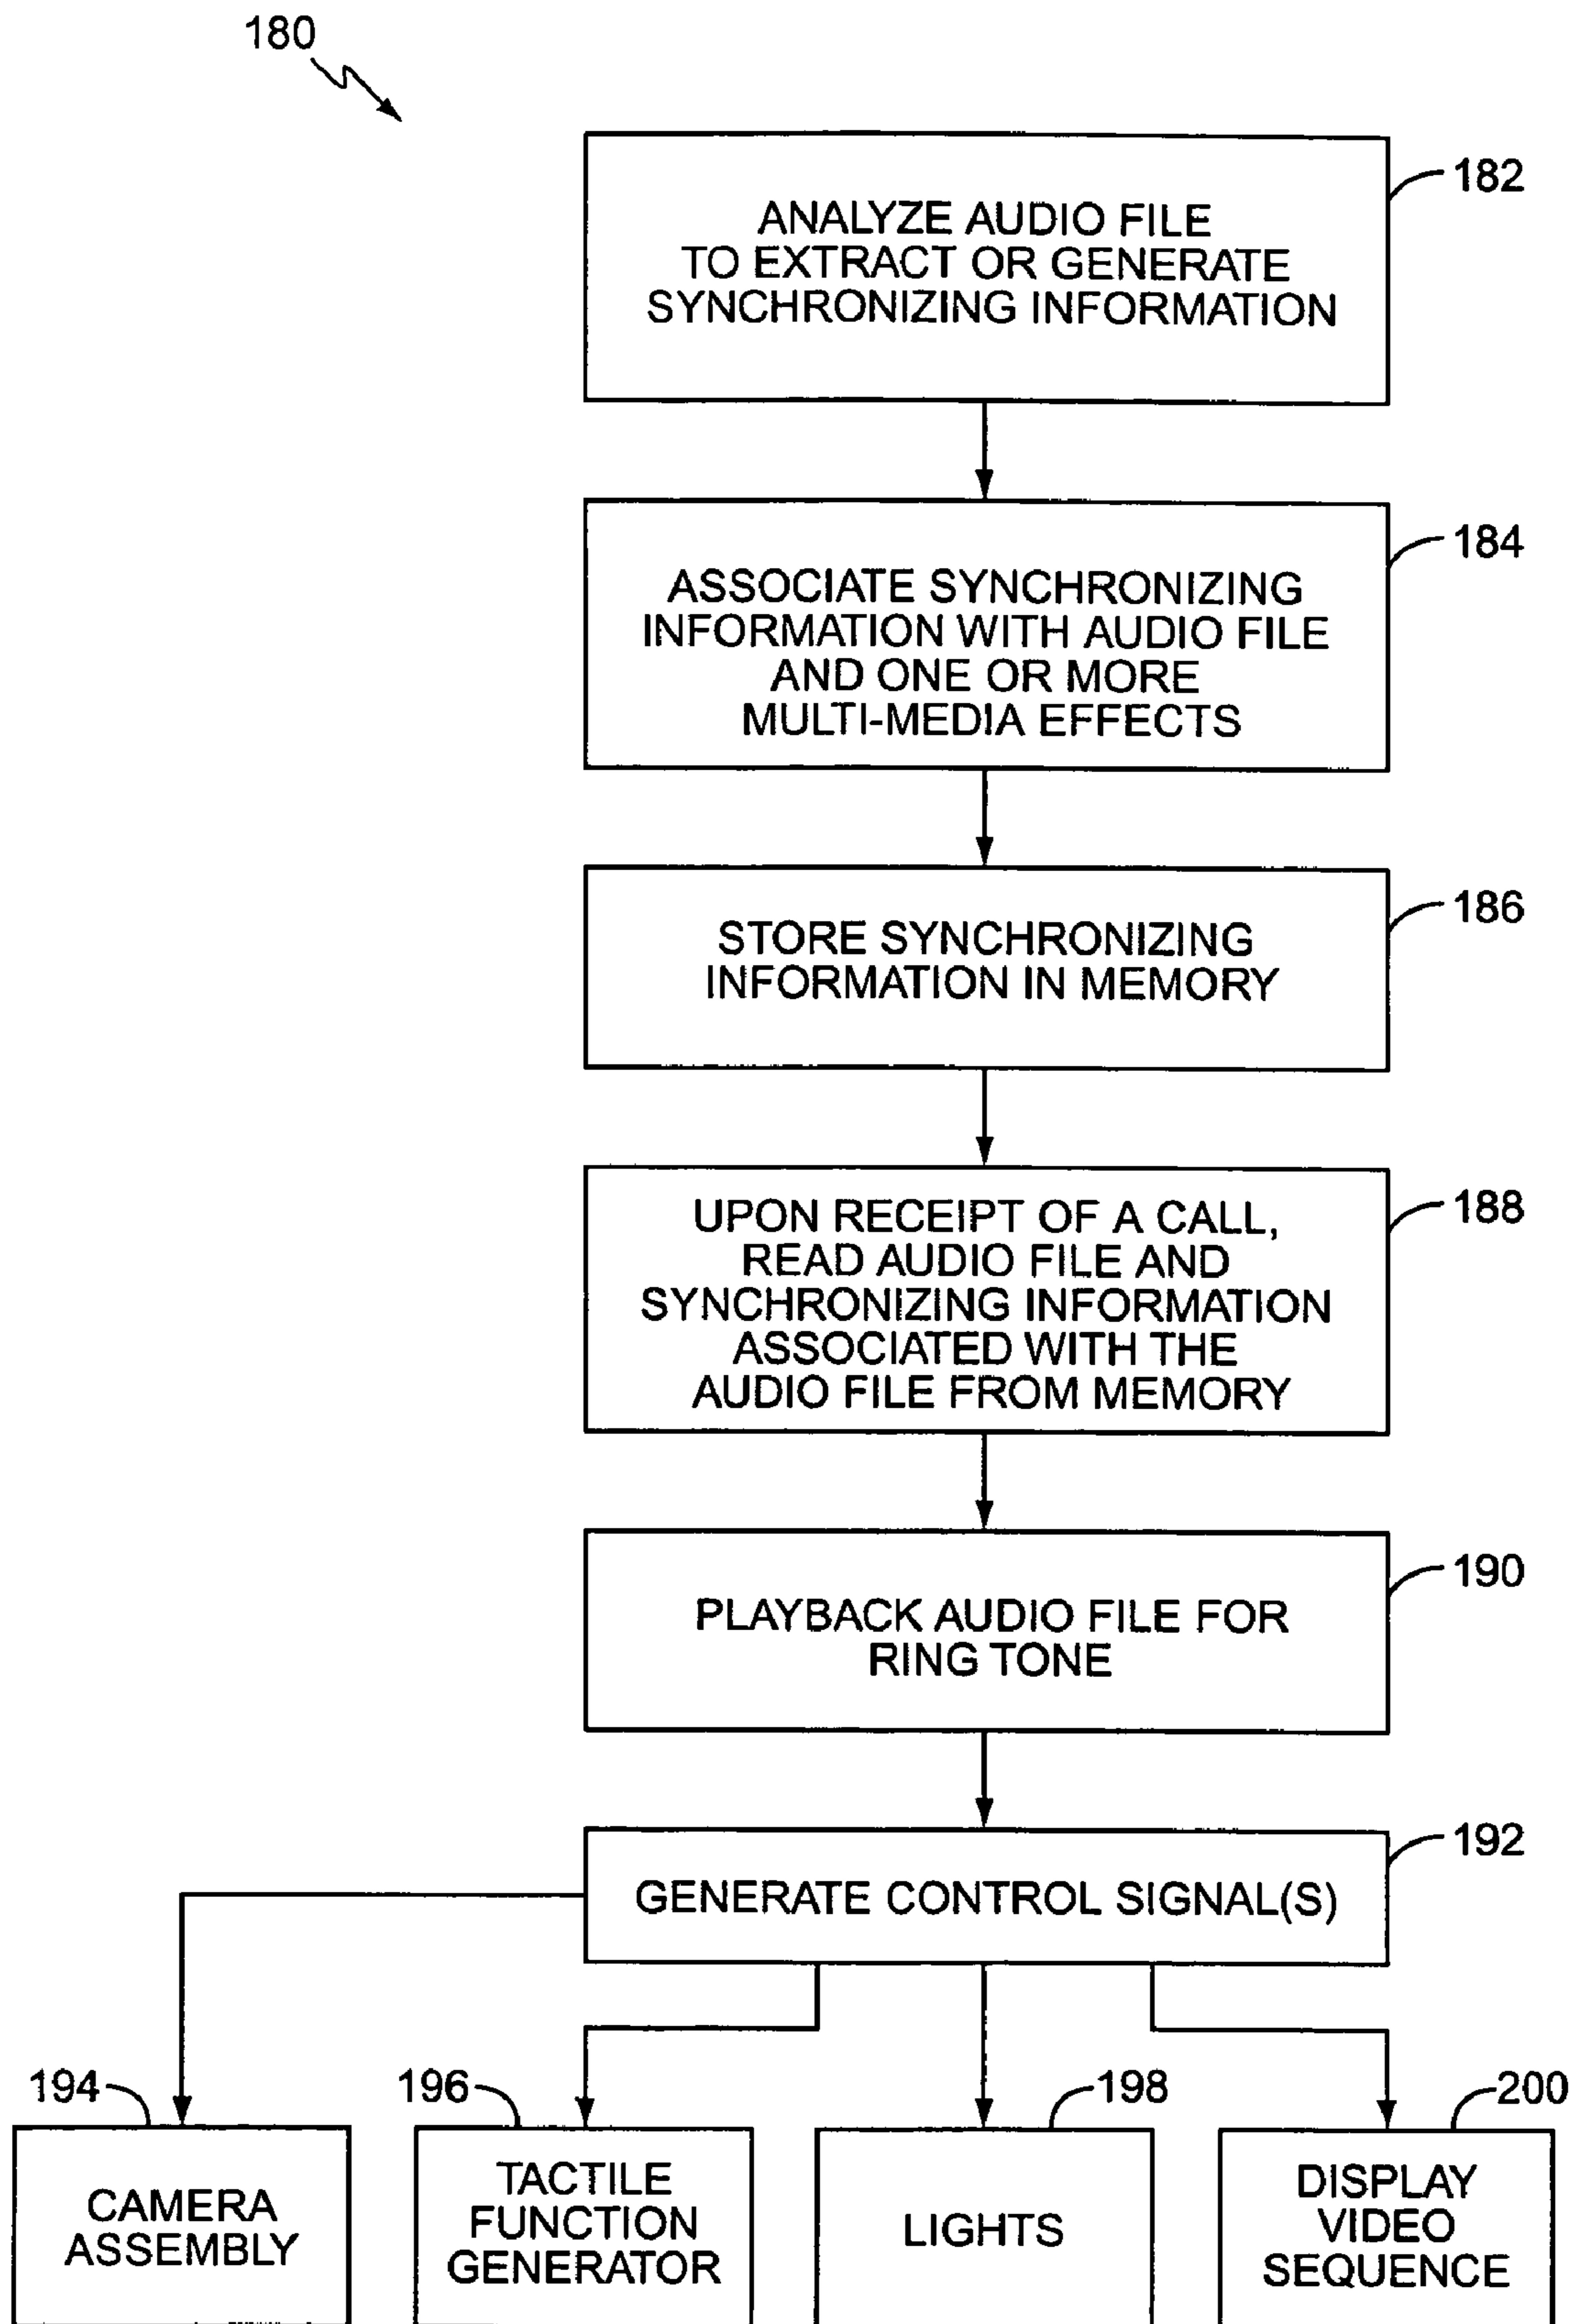 180
182
ANALYZE AUDIO FILE
TO EXTRACT OR GENERATE
SYNCHRONIZING INFORMATION
184
ASSOCIATE SYNCHRONIZING
INFORMATION WITH AUDIO FILE
AND ONE OR MORE
MULTI-MEDIA EFFECTS
186
STORE SYNCHRONIZING
INFORMATION IN MEMORY
188
UPON RECEIPT OF A CALL,
READ AUDIO FILE AND
SYNCHRONIZING INFORMATION
ASSOCIATED WITH THE
AUDIO FILE FROM MEMORY
190
PLAYBACK AUDIO FILE FOR
RING TONE
192
GENERATE CONTROL SIGNAL(S)
194
CAMERA
ASSEMBLY
196
TACTILE
FUNCTION
GENERATOR
198
LIGHTS
200
DISPLAY
VIDEO
SEQUENCE